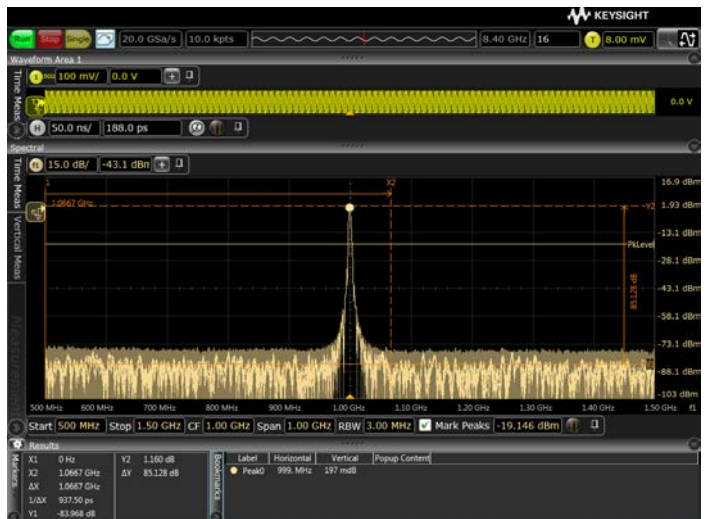 KEYSIGHT
Run Stop Single 20.0 GSa/s 10.0 kpts 8.40 GHz 16 T 8.00 mV
Waveform Area 1
Time Meas
1 100 mV/ 0.0 V
0.0 V
H 50.0 ns/ 188.0 ps
Spectral
f1 15.0 dB/ -43.1 dBm
Time Meas
Vertical Meas
Measurements
1 X2 16.9 dBm
1.0667 GHz Y2 1.93 dBm
-13.1 dBm
PkLevel
-28.1 dBm
85.128 dB
-43.1 dBm
-58.1 dBm
-73.1 dBm
-88.1 dBm
-103 dBm
500 MHz 600 MHz 700 MHz 800 MHz 900 MHz 1.00 GHz 1.10 GHz 1.20 GHz 1.30 GHz 1.40 GHz 1.50 GHz f1
Start 500 MHz Stop 1.50 GHz CF 1.00 GHz Span 1.00 GHz RBW 3.00 MHz Mark Peaks -19.146 dBm
Results
Markers
X1 0 Hz Y2 1.160 dB
X2 1.0667 GHz ΔY 85.128 dB
ΔX 1.0667 GHz
1/ΔX 937.50 ps
Y1 -83.968 dB
Bookmarks
Label Horizontal Vertical Popup Content
Peak0 999. MHz 197 mdB